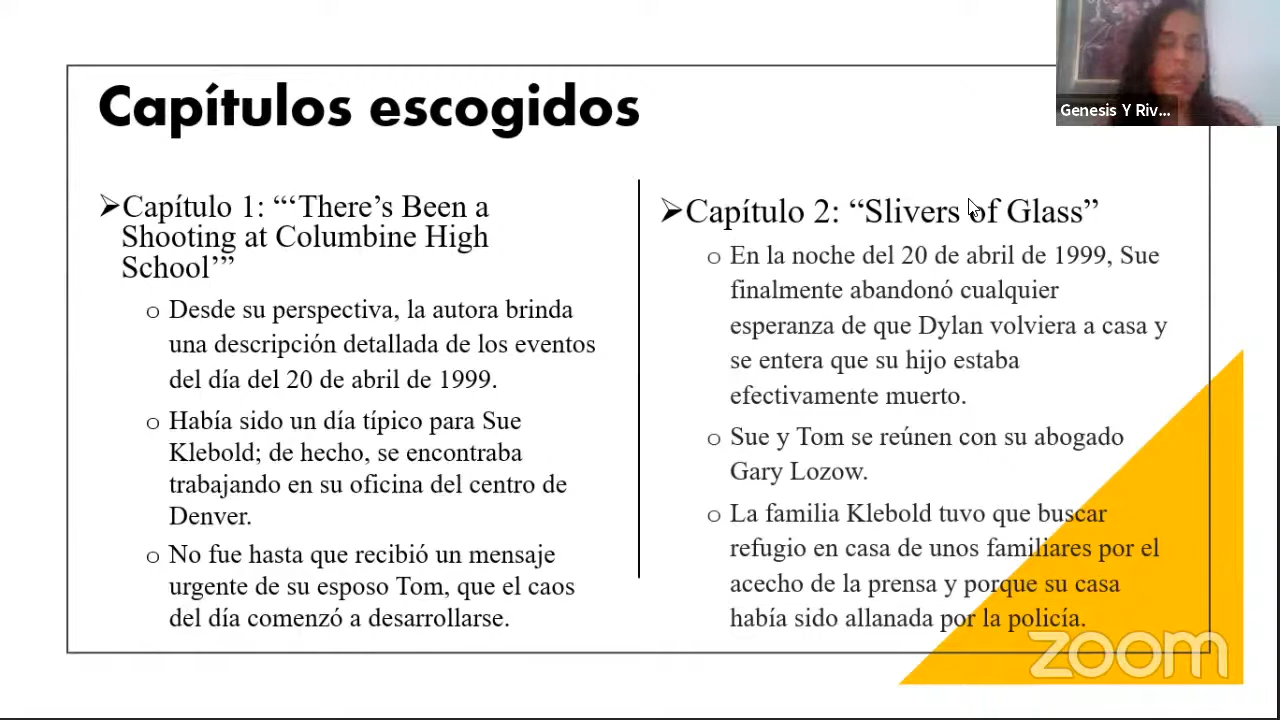 Capítulos escogidos
Genesis Y Riv...
➢Capítulo 1: “‘There’s Been a
Shooting at Columbine High
School’”
o Desde su perspectiva, la autora brinda
una descripción detallada de los eventos
del día del 20 de abril de 1999.
o Había sido un día típico para Sue
Klebold; de hecho, se encontraba
trabajando en su oficina del centro de
Denver.
o No fue hasta que recibió un mensaje
urgente de su esposo Tom, que el caos
del día comenzó a desarrollarse.
➢Capítulo 2: “Slivers of Glass”
o En la noche del 20 de abril de 1999, Sue
finalmente abandonó cualquier
esperanza de que Dylan volviera a casa y
se entera que su hijo estaba
efectivamente muerto.
o Sue y Tom se reúnen con su abogado
Gary Lozow.
o La familia Klebold tuvo que buscar
refugio en casa de unos familiares por el
acecho de la prensa y porque su casa
había sido allanada por la policía.
zoom